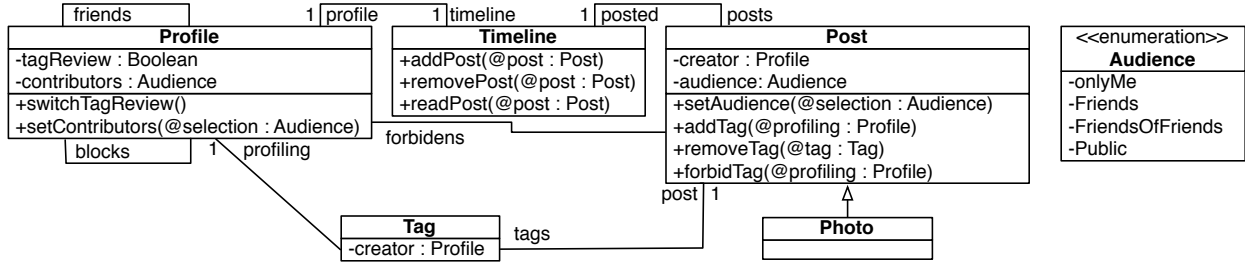 friends
1 profile
1 timeline
1 posted
posts
Profile
-tagReview : Boolean
-contributors : Audience
+switchTagReview()
+setContributors(@selection : Audience)
blocks
1 profiling
forbidens
Timeline
+addPost(@post : Post)
+removePost(@post : Post)
+readPost(@post : Post)
Post
-creator : Profile
-audience: Audience
+setAudience(@selection : Audience)
+addTag(@profiling : Profile)
+removeTag(@tag : Tag)
+forbidTag(@profiling : Profile)
<<enumeration>>
Audience
-onlyMe
-Friends
-FriendsOfFriends
-Public
post 1
Tag
-creator : Profile
tags
Photo